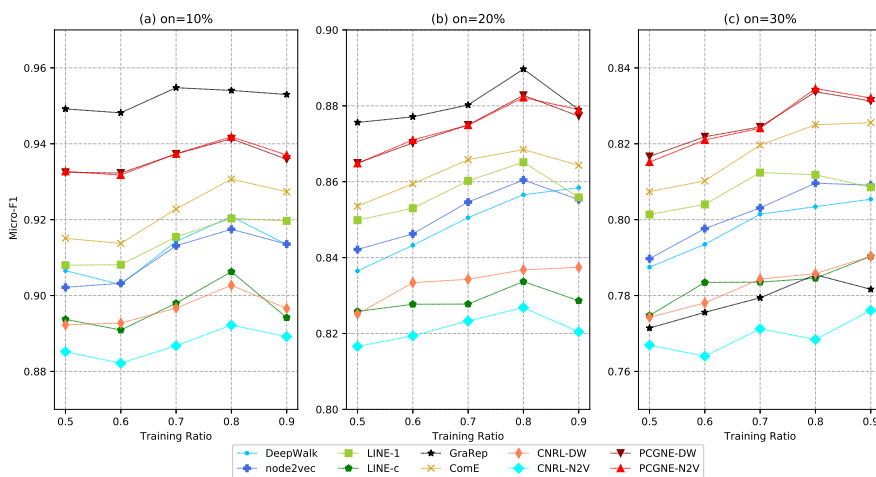 (a) on=10%
(b) on=20%
(c) on=30%
Micro-F1
0.96
0.94
0.92
0.90
0.88
0.5 0.6 0.7 0.8 0.9
Training Ratio
0.90
0.88
0.86
0.84
0.82
0.80
0.5 0.6 0.7 0.8 0.9
Training Ratio
0.84
0.82
0.80
0.78
0.76
0.5 0.6 0.7 0.8 0.9
Training Ratio
DeepWalk LINE-1 GraRep CNRL-DW PCGNE-DW
node2vec LINE-c ComE CNRL-N2V PCGNE-N2V